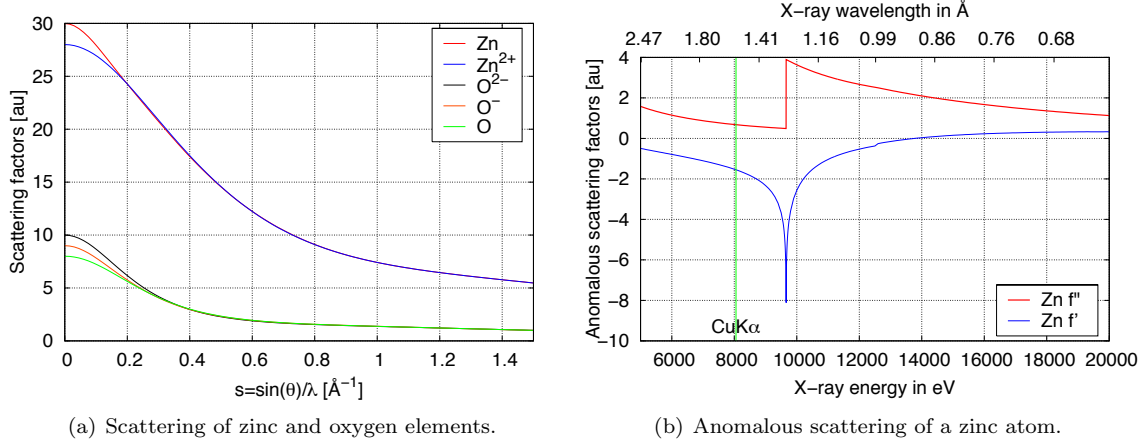 30
25
20
15
10
5
0
Scattering factors [au]
Zn
Zn2+
O2−
O−
O
0 0.2 0.4 0.6 0.8 1 1.2 1.4
s=sin(θ)/λ [Å−1]
(a) Scattering of zinc and oxygen elements.
X−ray wavelength in Å
2.47 1.80 1.41 1.16 0.99 0.86 0.76 0.68
4
2
0
−2
−4
−6
−8
−10
Anomalous scattering factors [au]
CuKα
Zn f"
Zn f'
6000 8000 10000 12000 14000 16000 18000 20000
X−ray energy in eV
(b) Anomalous scattering of a zinc atom.